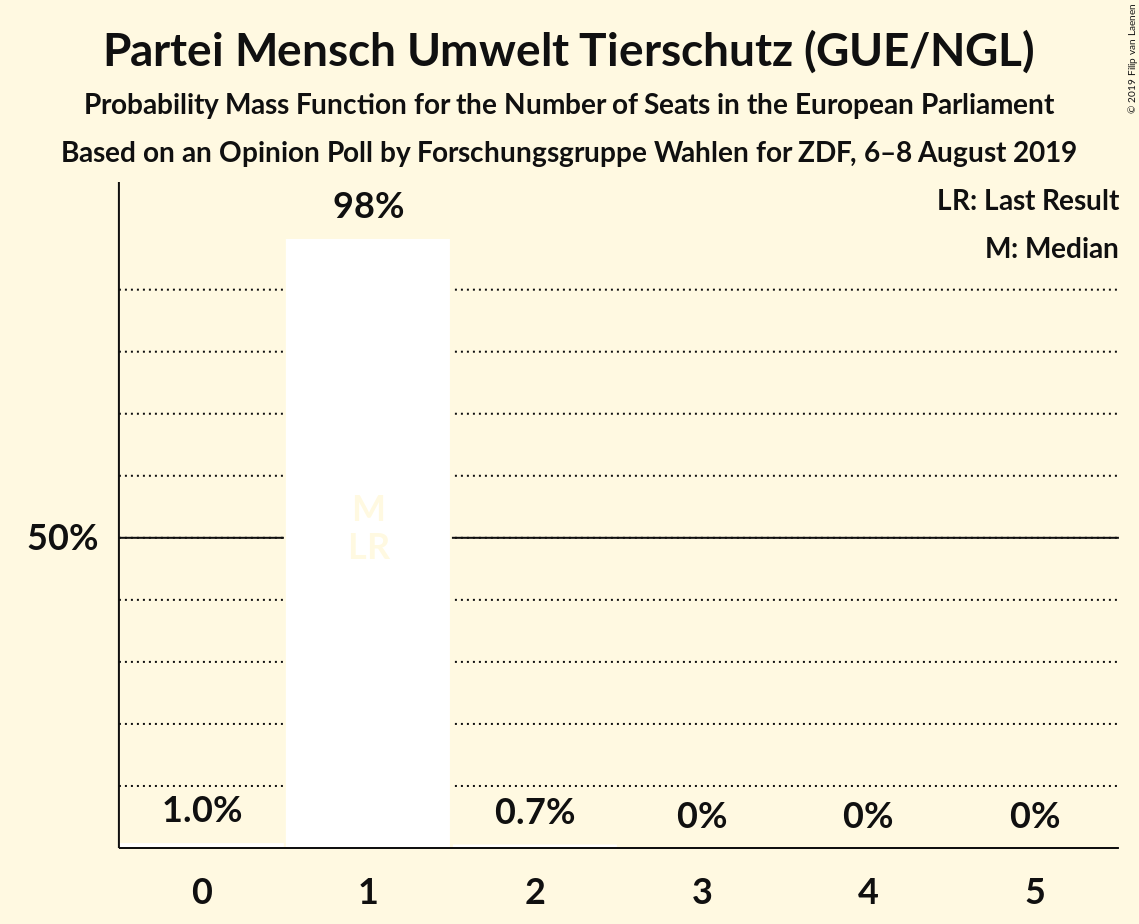 Partei Mensch Umwelt Tierschutz (GUE/NGL)
Probability Mass Function for the Number of Seats in the European Parliament
Based on an Opinion Poll by Forschungsgruppe Wahlen for ZDF, 6–8 August 2019
© 2019 Filip van Laenen
LR: Last Result
M: Median
98%
M
LR
50%
1.0%
0.7%
0%
0%
0%
0
1
2
3
4
5